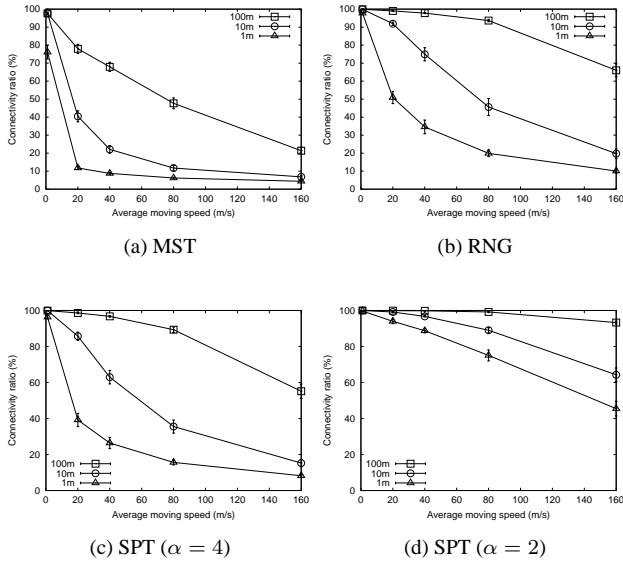 100
90
80
70
60
50
40
30
20
10
0
Connectivity ratio (%)
0 20 40 60 80 100 120 140 160
Average moving speed (m/s)
100m
10m
1m
(a) MST
100
90
80
70
60
50
40
30
20
10
0
Connectivity ratio (%)
0 20 40 60 80 100 120 140 160
Average moving speed (m/s)
100m
10m
1m
(b) RNG
100
80
60
40
20
0
Connectivity ratio (%)
0 20 40 60 80 100 120 140 160
Average moving speed (m/s)
100m
10m
1m
(c) SPT (α = 4)
100
80
60
40
20
0
Connectivity ratio (%)
0 20 40 60 80 100 120 140 160
Average moving speed (m/s)
100m
10m
1m
(d) SPT (α = 2)